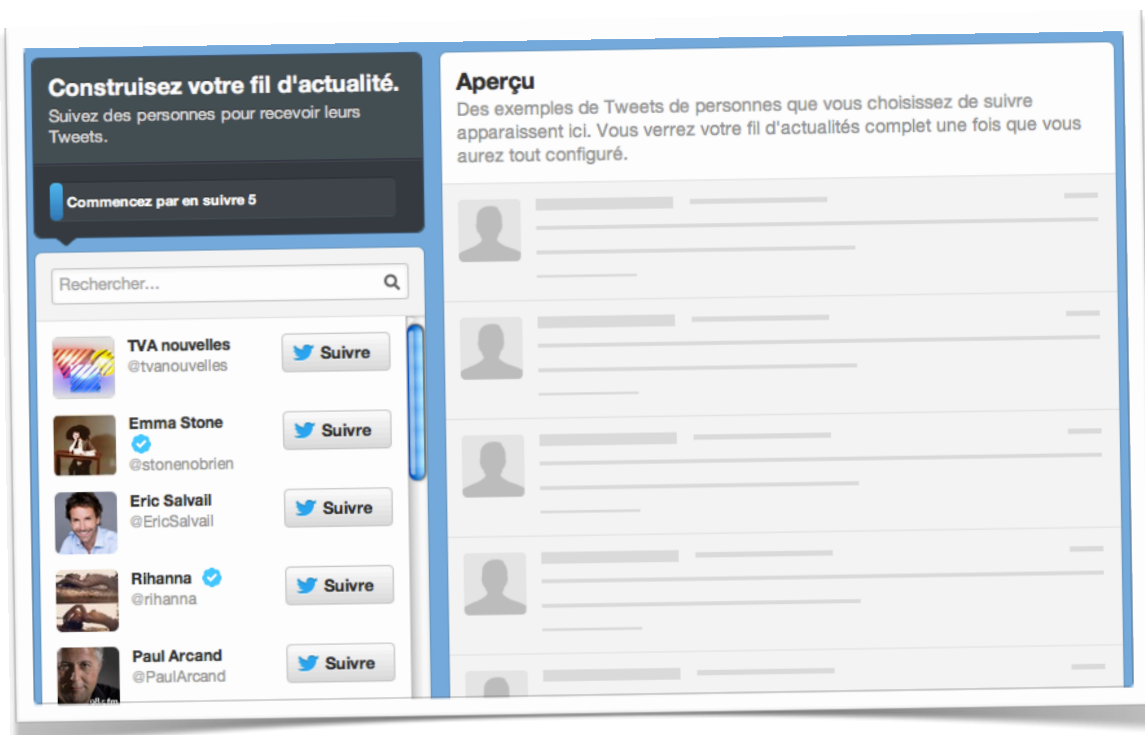 Construisez votre fil d'actualité.
Suivez des personnes pour recevoir leurs
Tweets.
Commencez par en suivre 5
Rechercher...
TVA nouvelles
@tvanouvelles
Suivre
Emma Stone
@stonenobrien
Suivre
Eric Salvail
@EricSalvail
Suivre
Rihanna
@rihanna
Suivre
Paul Arcand
@PaulArcand
Suivre
Aperçu
Des exemples de Tweets de personnes que vous choisissez de suivre
apparaissent ici. Vous verrez votre fil d'actualités complet une fois que vous
aurez tout configuré.